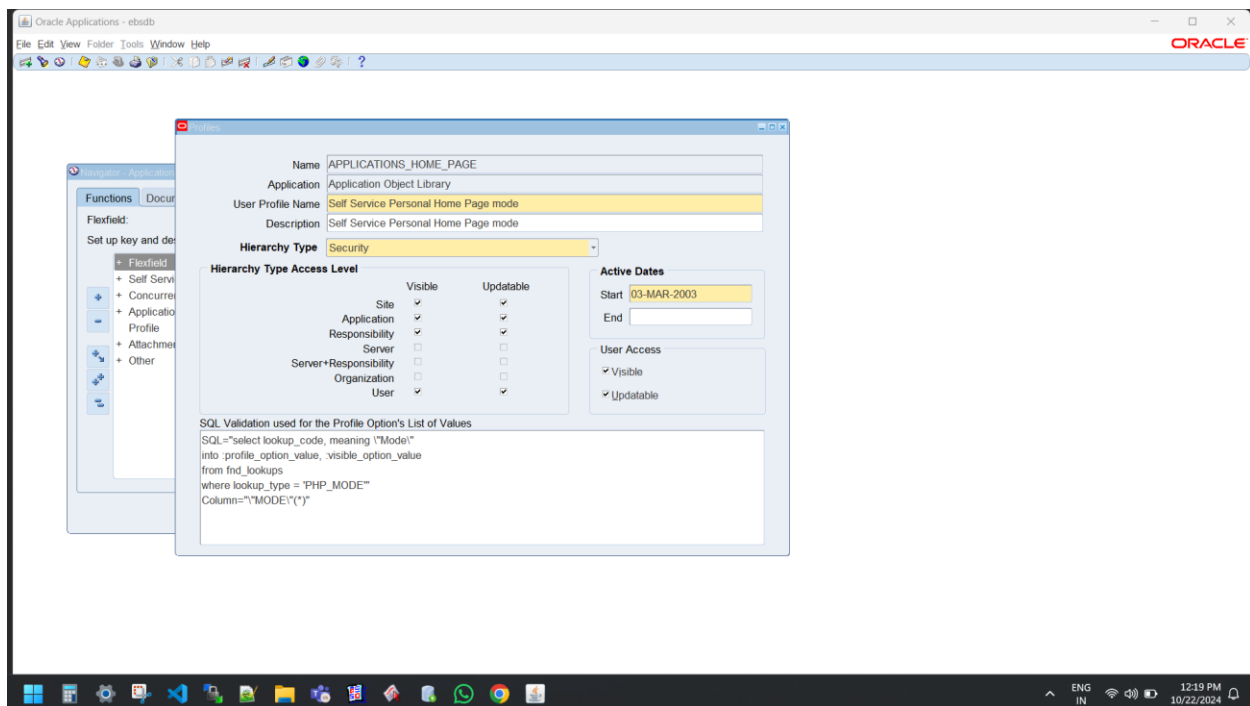 Oracle Applications - ebsdb
File Edit View Folder Tools Window Help
ORACLE
Profiles
Name APPLICATIONS_HOME_PAGE
Application Application Object Library
User Profile Name Self Service Personal Home Page mode
Description Self Service Personal Home Page mode
Hierarchy Type Security
Hierarchy Type Access Level
Visible Updatable
Site
Application
Responsibility
Server
Server+Responsibility
Organization
User
Active Dates
Start 03-MAR-2003
End
User Access
Visible
Updatable
SQL Validation used for the Profile Option's List of Values
SQL="select lookup_code, meaning \"Mode\"
into :profile_option_value, :visible_option_value
from fnd_lookups
where lookup_type = 'PHP_MODE'"
Column="\"MODE\"(*)"
Navigator - Application
Functions Docu
Flexfield:
Set up key and de
+ Flexfield
+ Self Servi
+ Concurre
+ Applicatio
Profile
+ Attachme
+ Other
ENG
IN
12:19 PM
10/22/2024